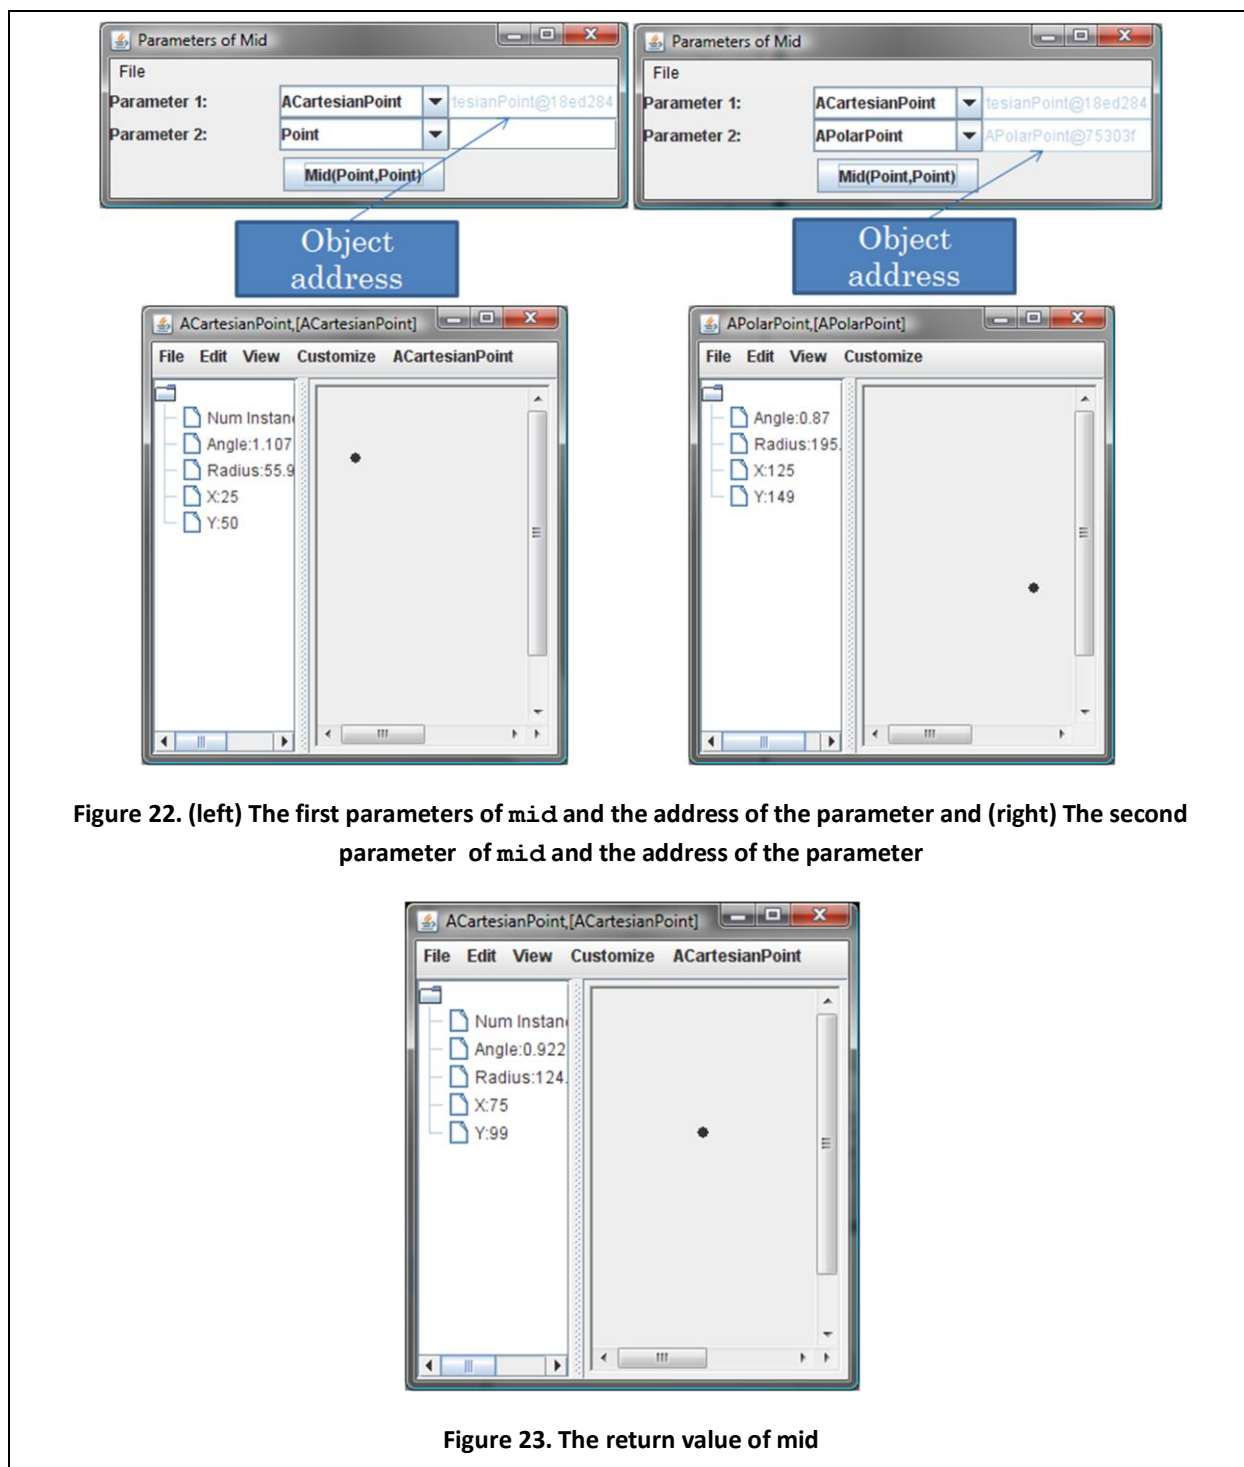 Parameters of Mid
File
Parameter 1: ACartesianPoint tesianPoint@18ed284
Parameter 2: Point
Mid(Point,Point)
Object
address
Parameters of Mid
File
Parameter 1: ACartesianPoint tesianPoint@18ed284
Parameter 2: APolarPoint APolarPoint@75303f
Mid(Point,Point)
Object
address
ACartesianPoint,[ACartesianPoint]
File Edit View Customize ACartesianPoint
Num Instan
Angle:1.107
Radius:55.9
X:25
Y:50
APolarPoint,[APolarPoint]
File Edit View Customize
Angle:0.87
Radius:195.
X:125
Y:149
Figure 22. (left) The first parameters of mid and the address of the parameter and (right) The second
parameter of mid and the address of the parameter
ACartesianPoint,[ACartesianPoint]
File Edit View Customize ACartesianPoint
Num Instan
Angle:0.922
Radius:124.
X:75
Y:99
Figure 23. The return value of mid